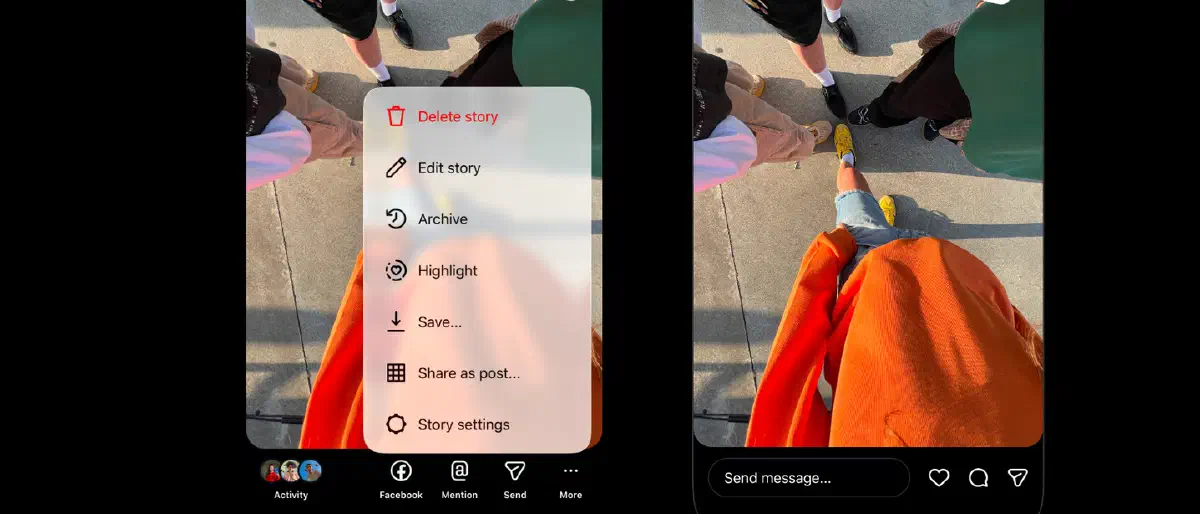 Delete story
Edit story
Archive
Highlight
Save...
Share as post...
Story settings
Activity
Facebook
Mention
Send
More
Send message...